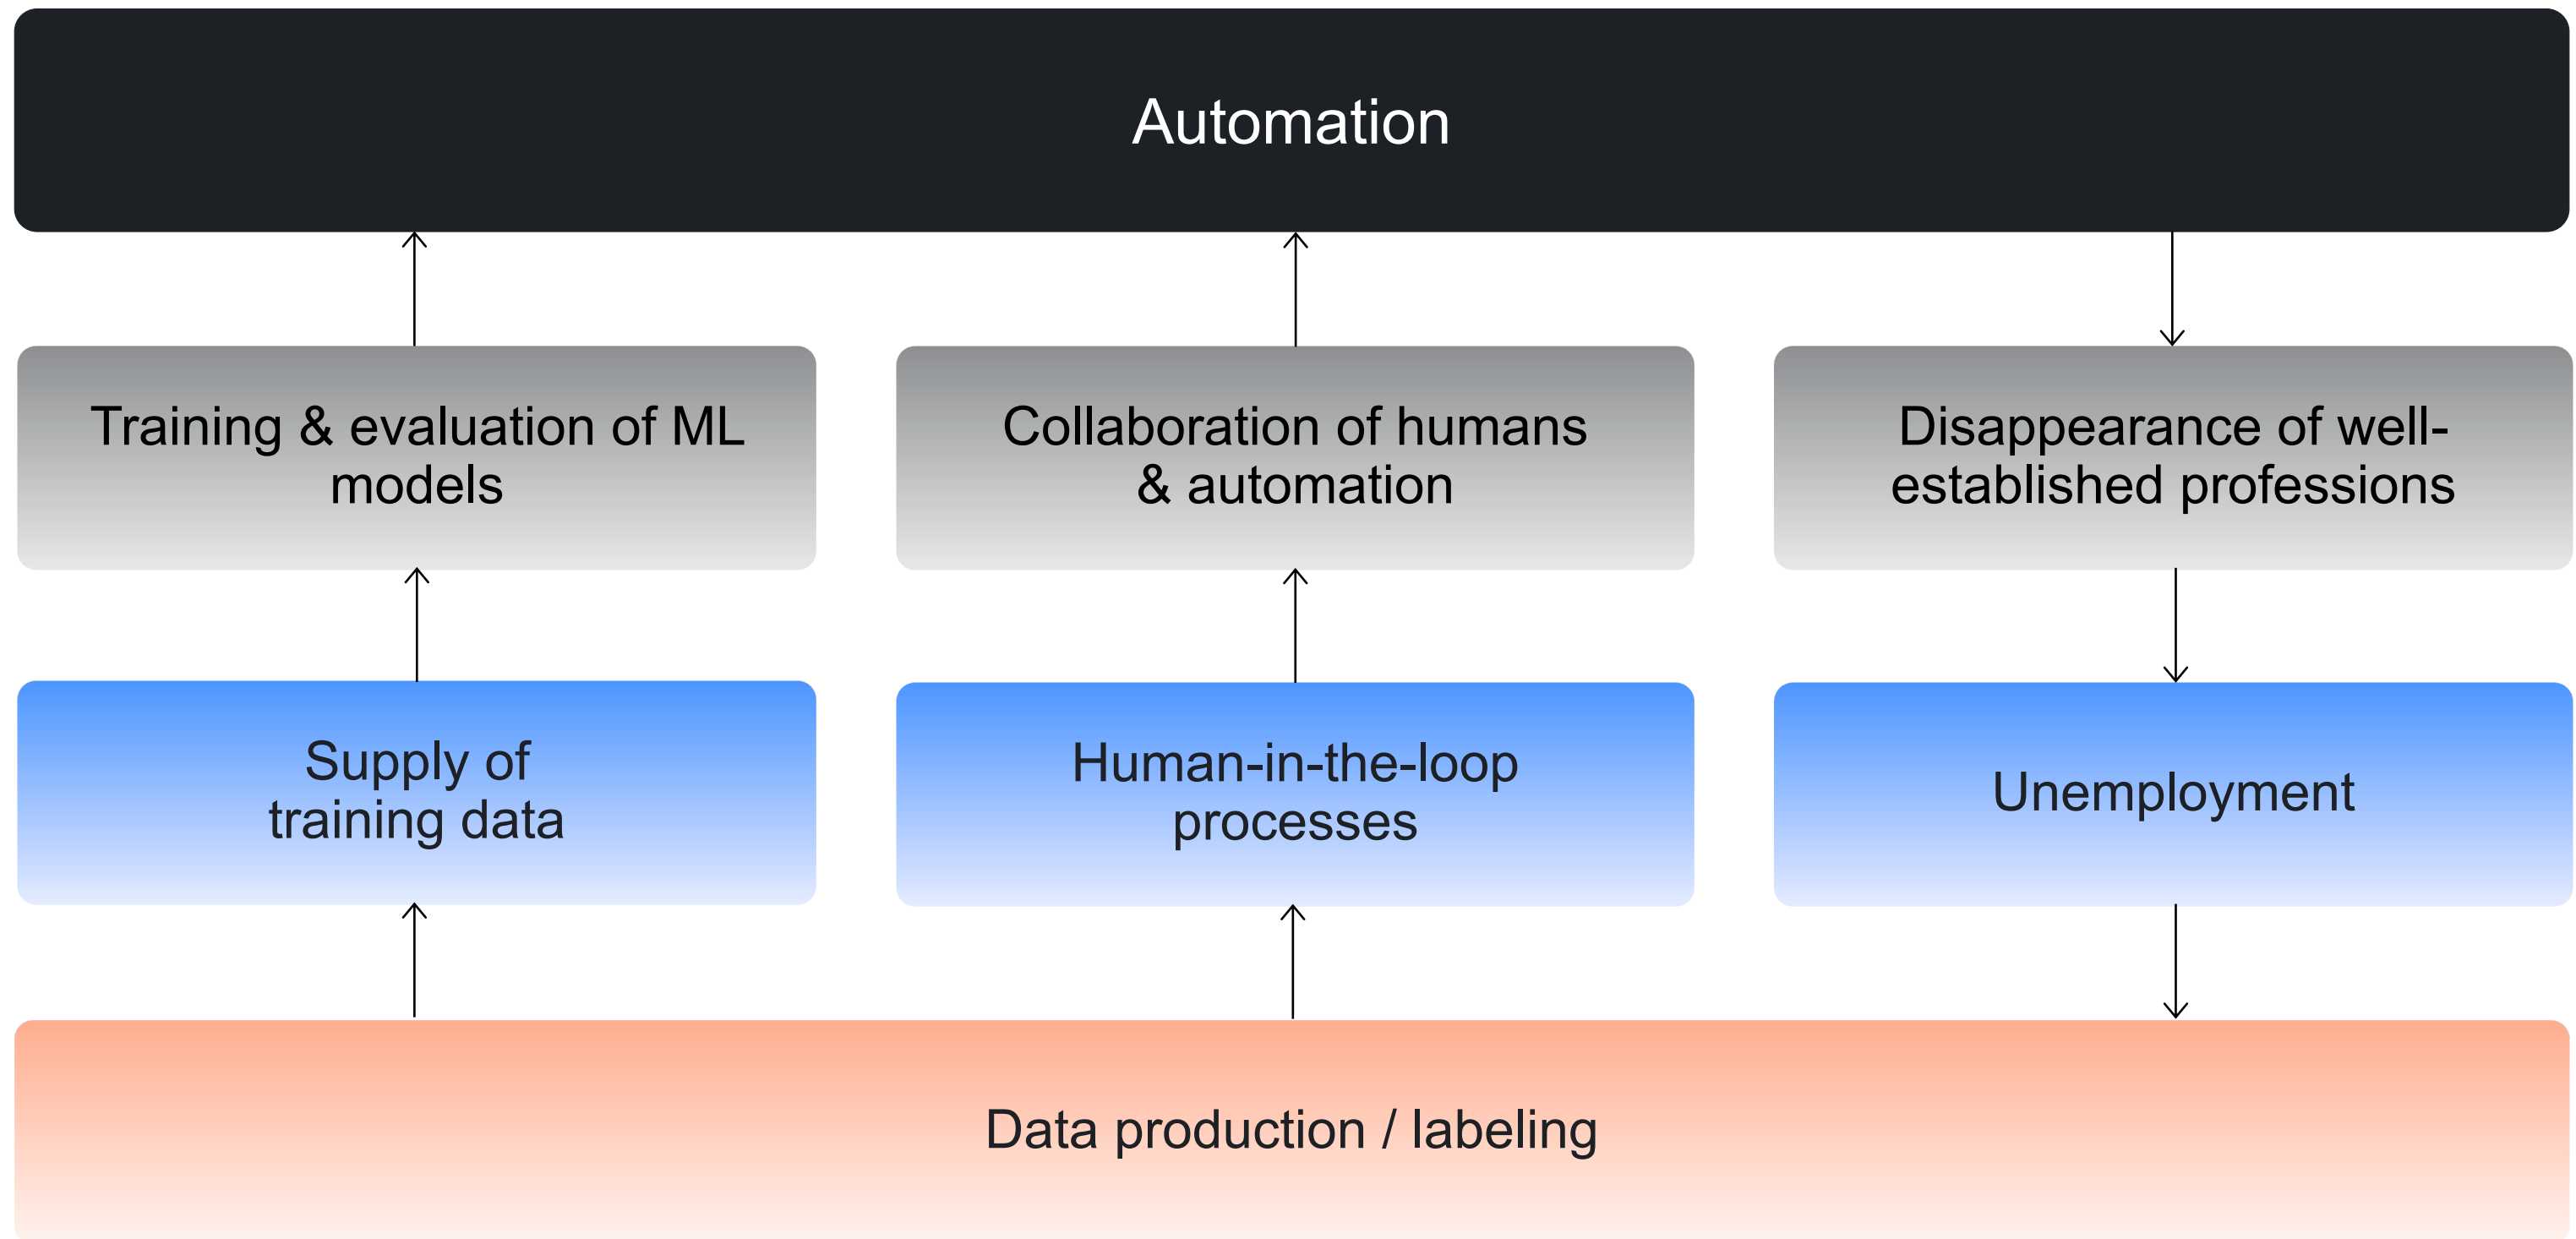 Automation
Training & evaluation of ML
models
Collaboration of humans
& automation
Disappearance of well-
established professions
Supply of
training data
Human-in-the-loop
processes
Unemployment
Data production / labeling